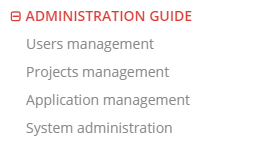 ADMINISTRATION GUIDE
Users management
Projects management
Application management
System administration